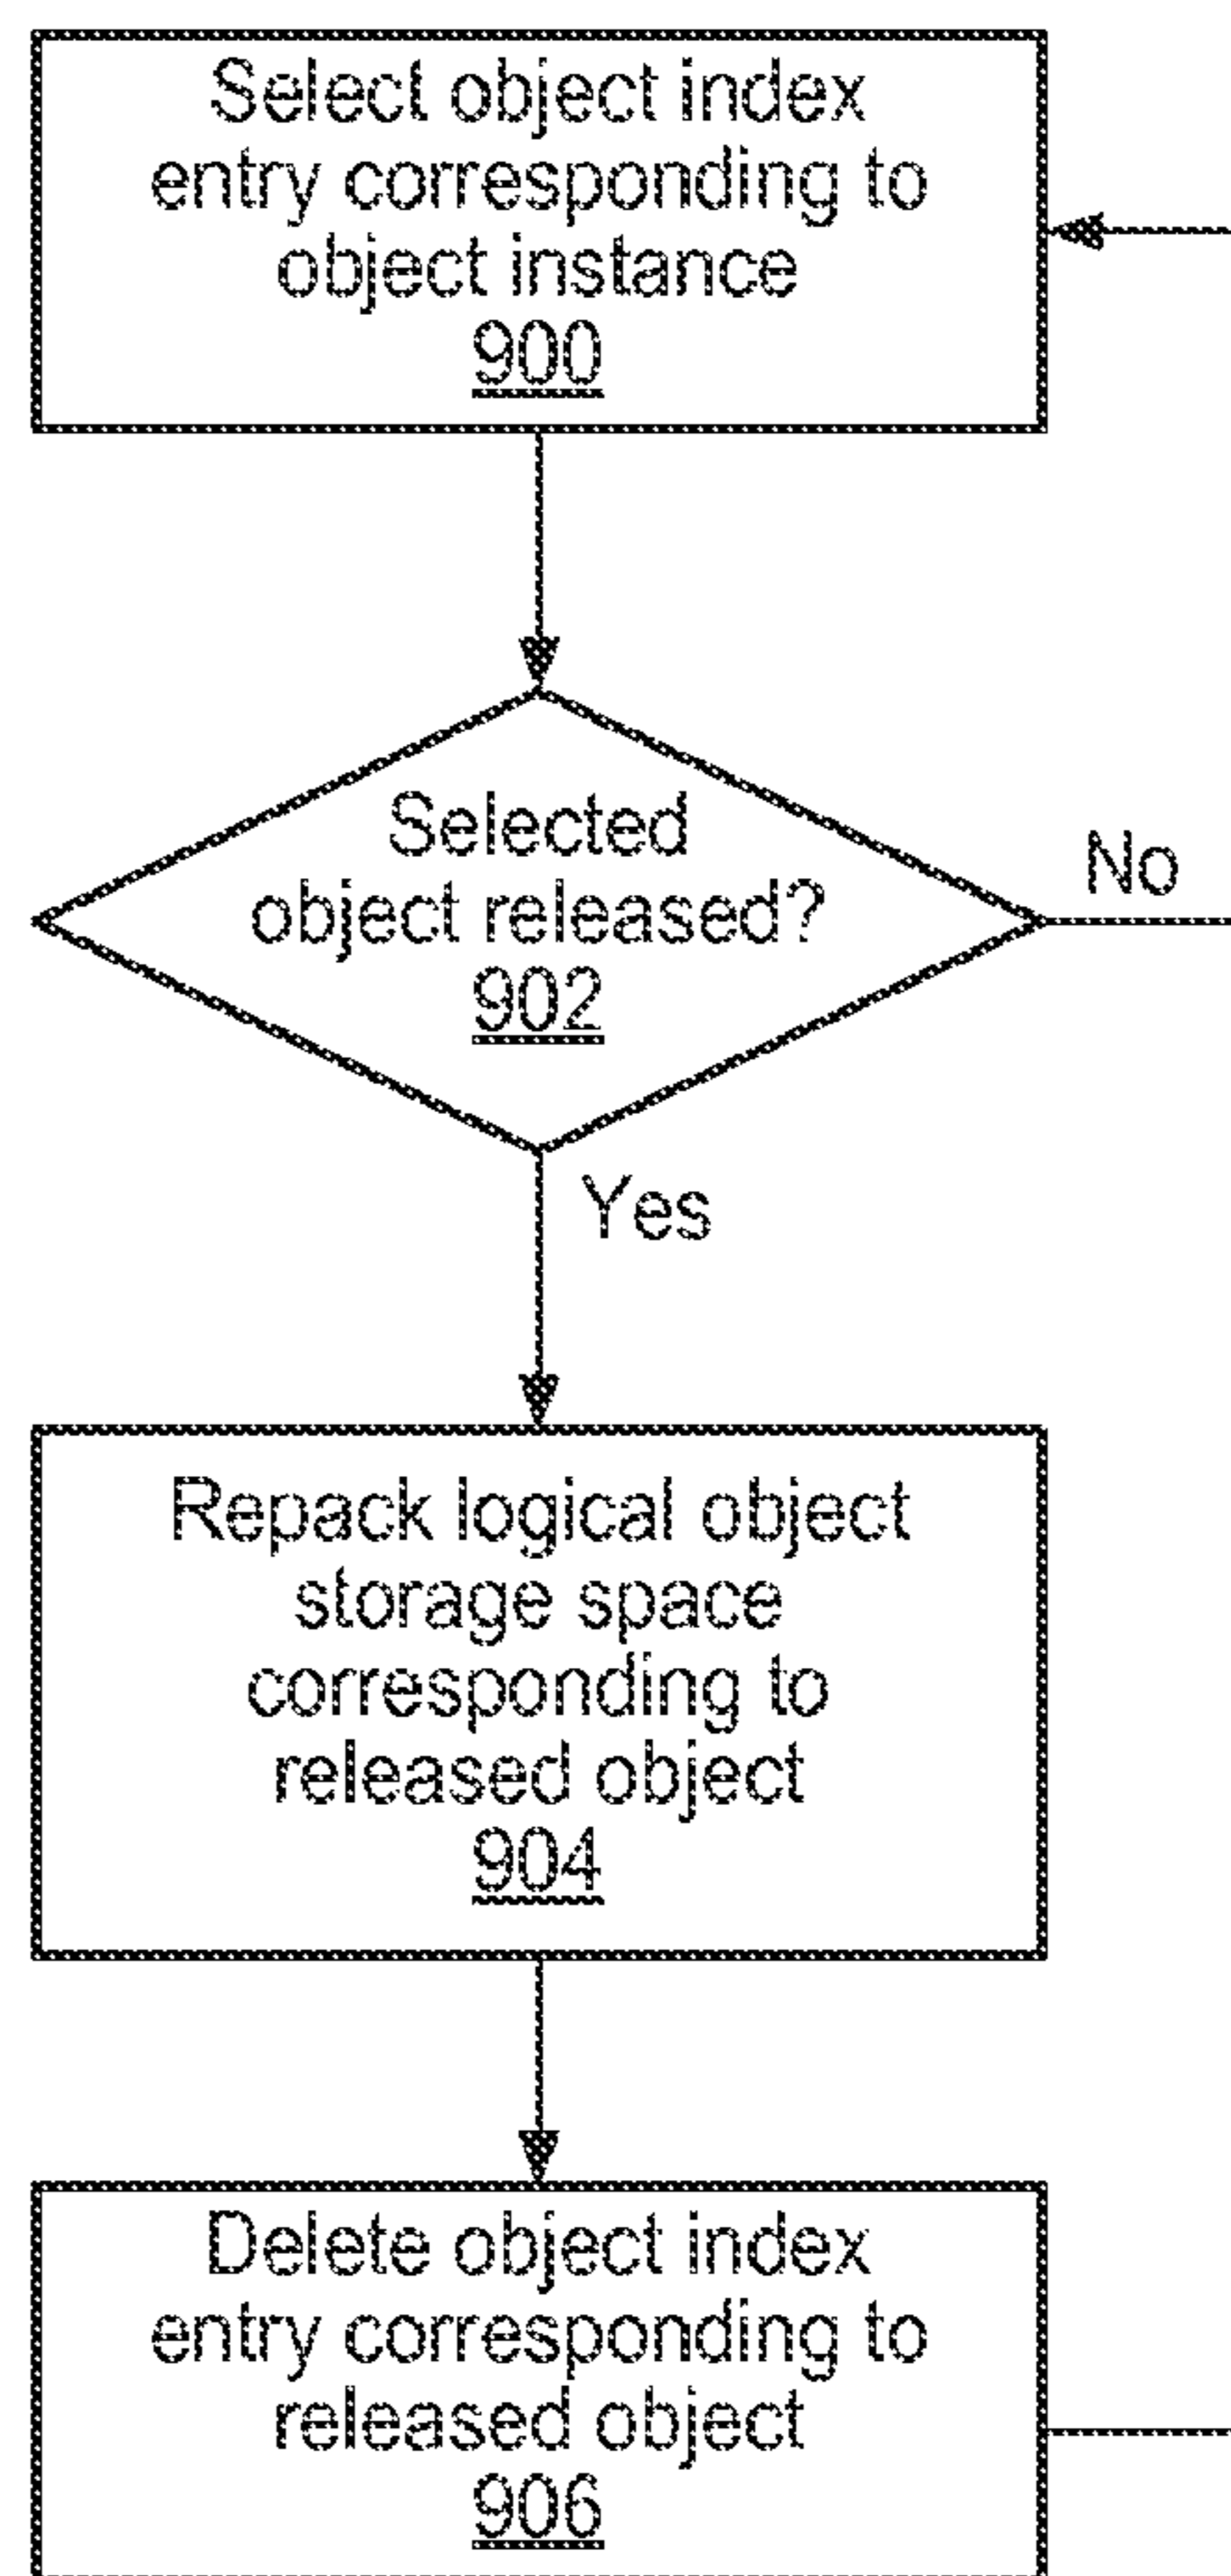 Select object index
entry corresponding to
object instance
900
Selected
object released?
902
No
Yes
Repack logical object
storage space
corresponding to
released object
904
Delete object index
entry corresponding to
released object
906